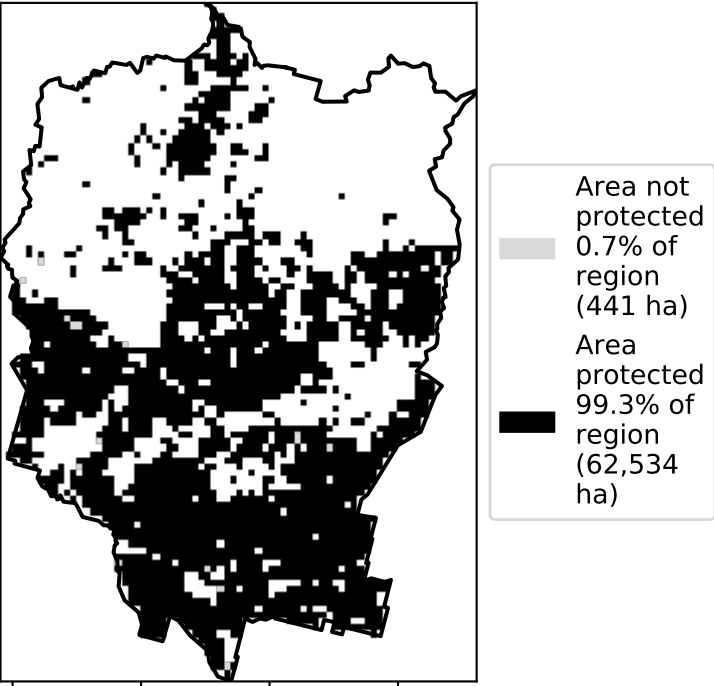 Area not
protected
0.7% of
region
(441 ha)
Area
protected
99.3% of
region
(62,534
ha)